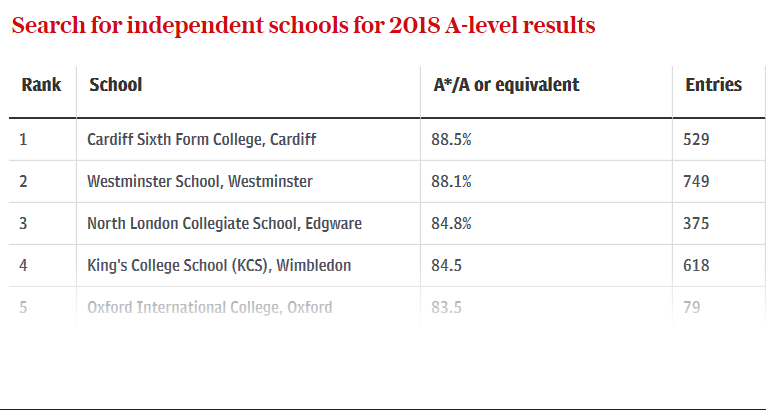 Search for independent schools for 2018 A-level results
Rank School A*/A or equivalent Entries
1 Cardiff Sixth Form College, Cardiff 88.5% 529
2 Westminster School, Westminster 88.1% 749
3 North London Collegiate School, Edgware 84.8% 375
4 King's College School (KCS), Wimbledon 84.5 618
5 Oxford International College, Oxford 83.5 79